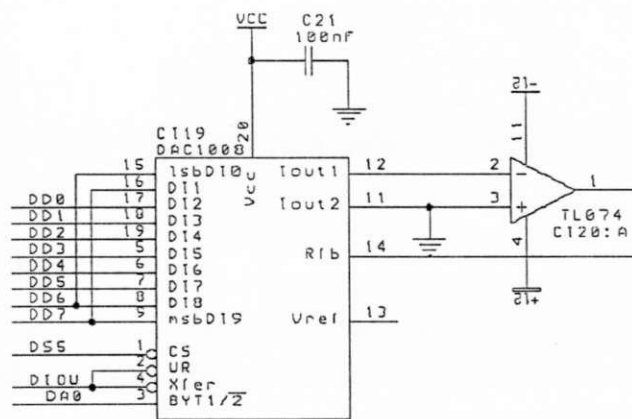 VCC
C21
100nF
CI19
DAC1008
20
VCC
15 lsbDI0
16 DI1
DD0 17 DI2
DD1 18 DI3
DD2 19 DI4
DD3 5 DI5
DD4 6 DI6
DD5 7 DI7
DD6 8 DI8
DD7 9 msbDI9
DS5 1 CS
2 WR
DIOW 4 Xfer
DA0 3 BYT1/2
Iout1 12
Iout2 11
Rfb 14
Vref 13
21-
11
2 -
3 +
1
TL074
CI20:A
4
21+